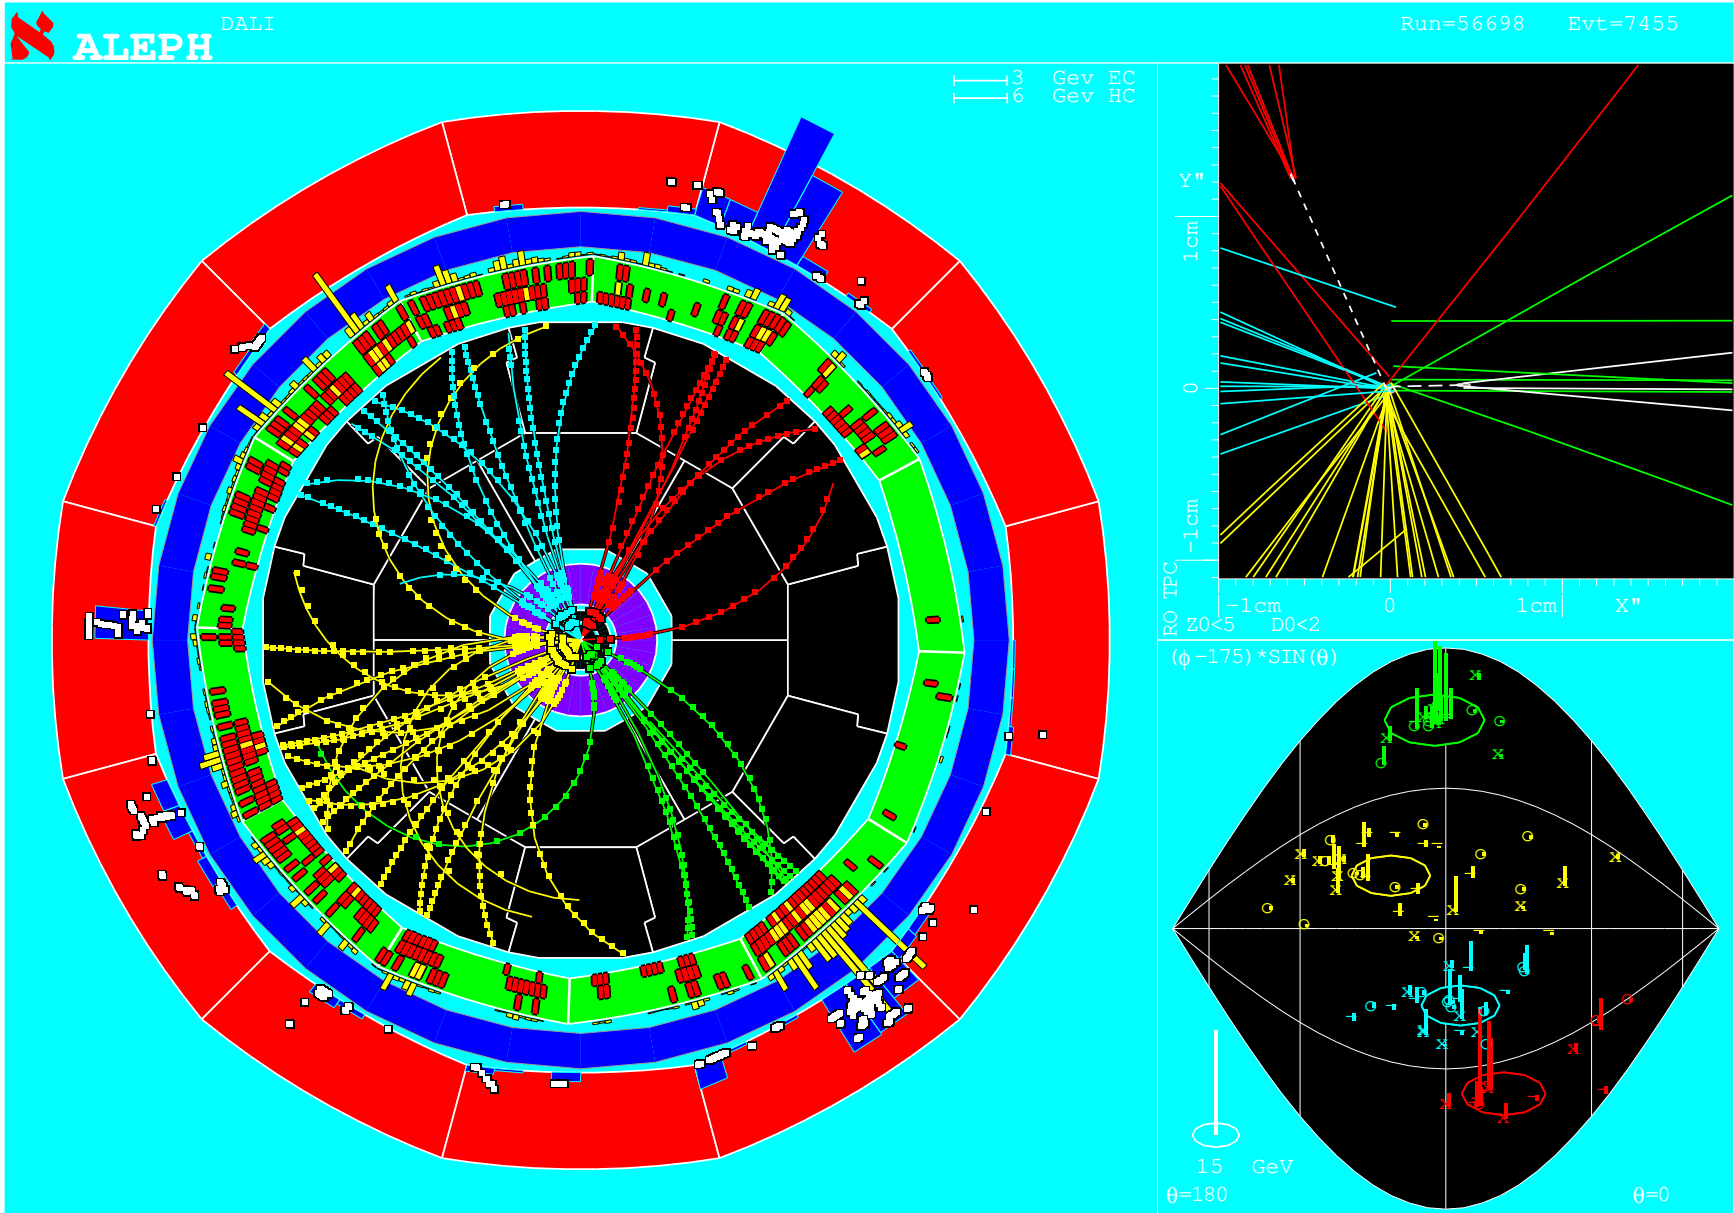 ℵ ALEPH DALI Run=56698 Evt=7455
3 Gev EC
6 Gev HC
Y"
1cm
0
-1cm
RO TPC
-1cm 0 1cm X"
Z0<5 D0<2
(ϕ-175)*SIN(θ)
15 GeV
θ=180 θ=0